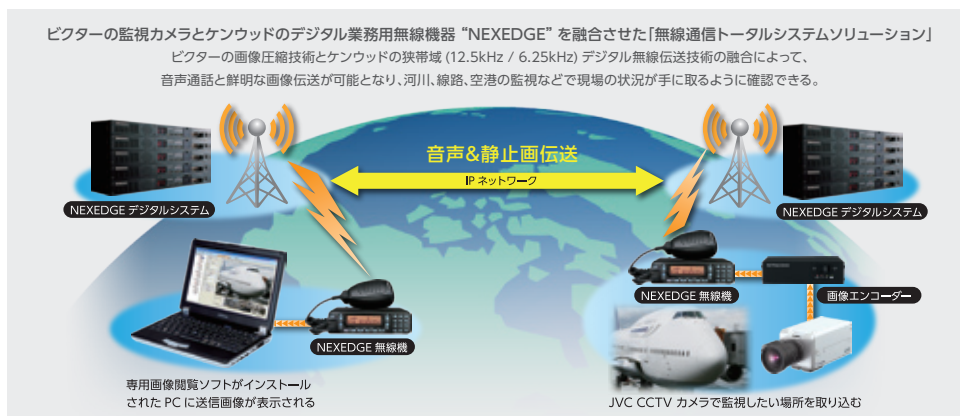 ビクターの監視カメラとケンウッドのデジタル業務用無線機器 “NEXEDGE” を融合させた「無線通信トータルシステムソリューション」
ビクターの画像圧縮技術とケンウッドの狭帯域 (12.5kHz / 6.25kHz) デジタル無線伝送技術の融合によって、
音声通話と鮮明な画像伝送が可能となり、河川、線路、空港の監視などで現場の状況が手に取るように確認できる。
音声&静止画伝送
IP ネットワーク
NEXEDGE デジタルシステム
NEXEDGE デジタルシステム
NEXEDGE 無線機
画像エンコーダー
NEXEDGE 無線機
専用画像閲覧ソフトがインストール
された PC に送信画像が表示される
JVC CCTV カメラで監視したい場所を取り込む